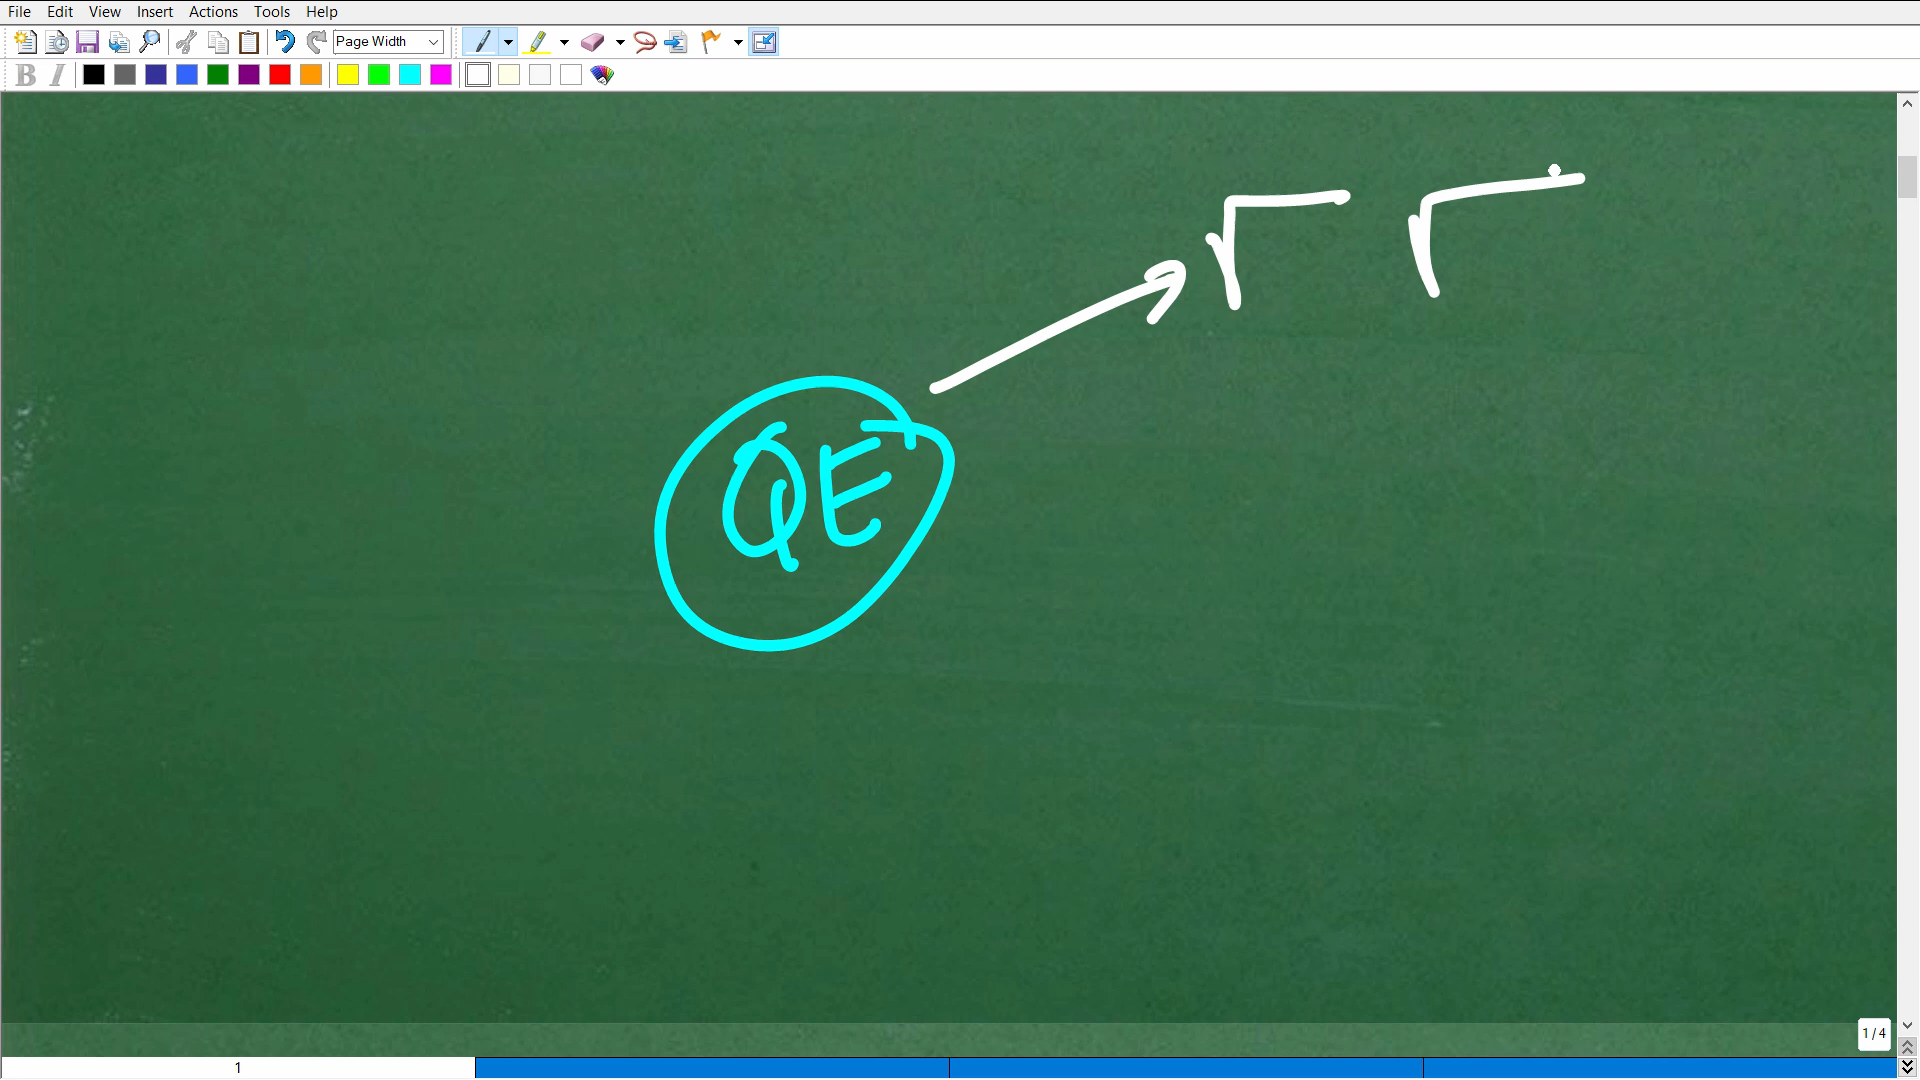 File Edit View Insert Actions Tools Help
Page Width
B I
√ √
QE
1 / 4
1